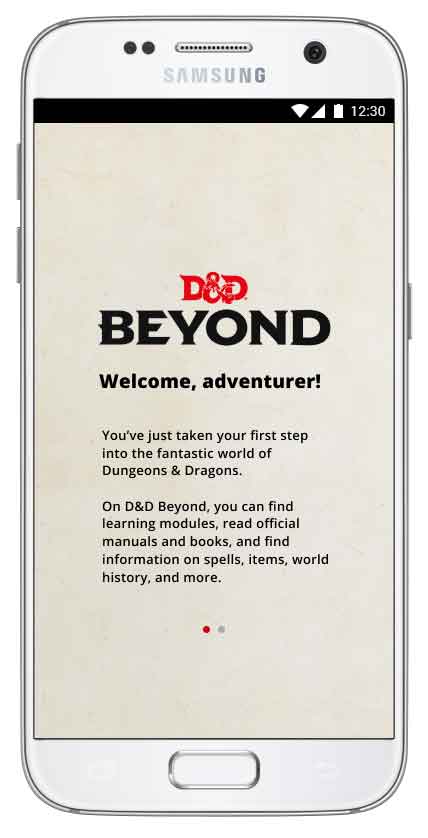 SAMSUNG
12:30
D&D
BEYOND
Welcome, adventurer!
You've just taken your first step
into the fantastic world of
Dungeons & Dragons.
On D&D Beyond, you can find
learning modules, read official
manuals and books, and find
information on spells, items, world
history, and more.